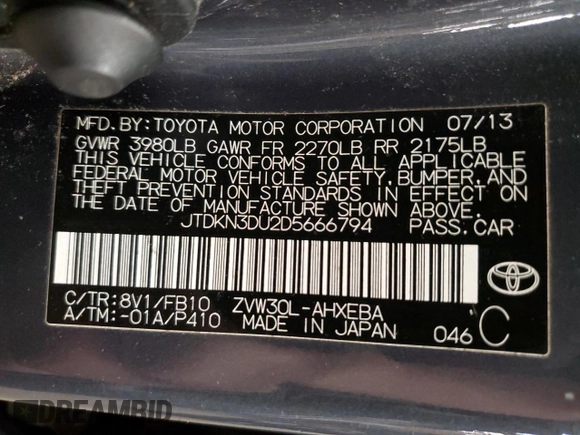 MFD. BY: TOYOTA MOTOR CORPORATION 07/13
GVWR 3980LB GAWR FR 2270LB RR 2175LB
THIS VEHICLE CONFORMS TO ALL APPLICABLE
FEDERAL MOTOR VEHICLE SAFETY, BUMPER, AND
THEFT PREVENTION STANDARDS IN EFFECT ON
THE DATE OF MANUFACTURE SHOWN ABOVE.
JTDKN3DU2D5666794 PASS. CAR
C/TR: 8V1/FB10 ZVW30L-AHXEBA
A/TM: -01A/P410 MADE IN JAPAN 046 C
DREAMBID